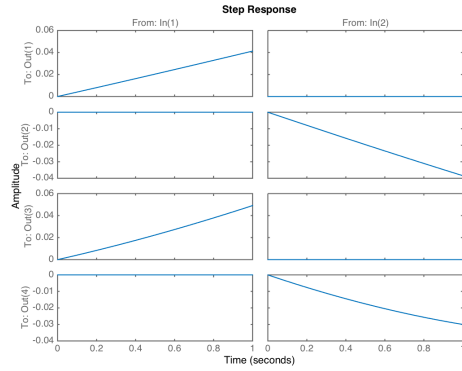 Step Response
From: In(1)
From: In(2)
Amplitude
To: Out(1)
0.06
0.04
0.02
0
To: Out(2)
0
-0.01
-0.02
-0.03
-0.04
To: Out(3)
0.06
0.04
0.02
0
To: Out(4)
0
-0.01
-0.02
-0.03
-0.04
0 0.2 0.4 0.6 0.8 1
0 0.2 0.4 0.6 0.8 1
Time (seconds)